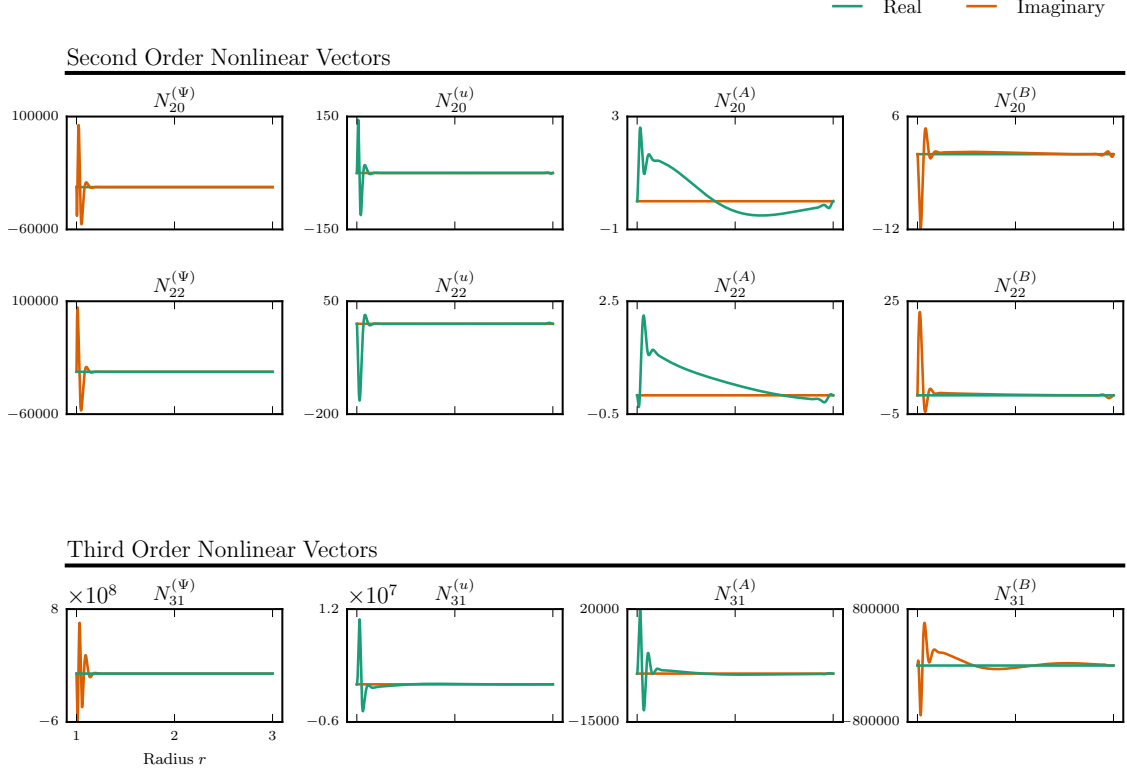 Real Imaginary
Second Order Nonlinear Vectors
N_{20}^{(Ψ)} N_{20}^{(u)} N_{20}^{(A)} N_{20}^{(B)}
100000 150 3 6
−60000 −150 −1 −12
N_{22}^{(Ψ)} N_{22}^{(u)} N_{22}^{(A)} N_{22}^{(B)}
100000 50 2.5 25
−60000 −200 −0.5 −5
Third Order Nonlinear Vectors
×10^8 N_{31}^{(Ψ)} ×10^7 N_{31}^{(u)} N_{31}^{(A)} N_{31}^{(B)}
8 1.2 20000 800000
−6 −0.6 −15000 −800000
1 2 3
Radius r